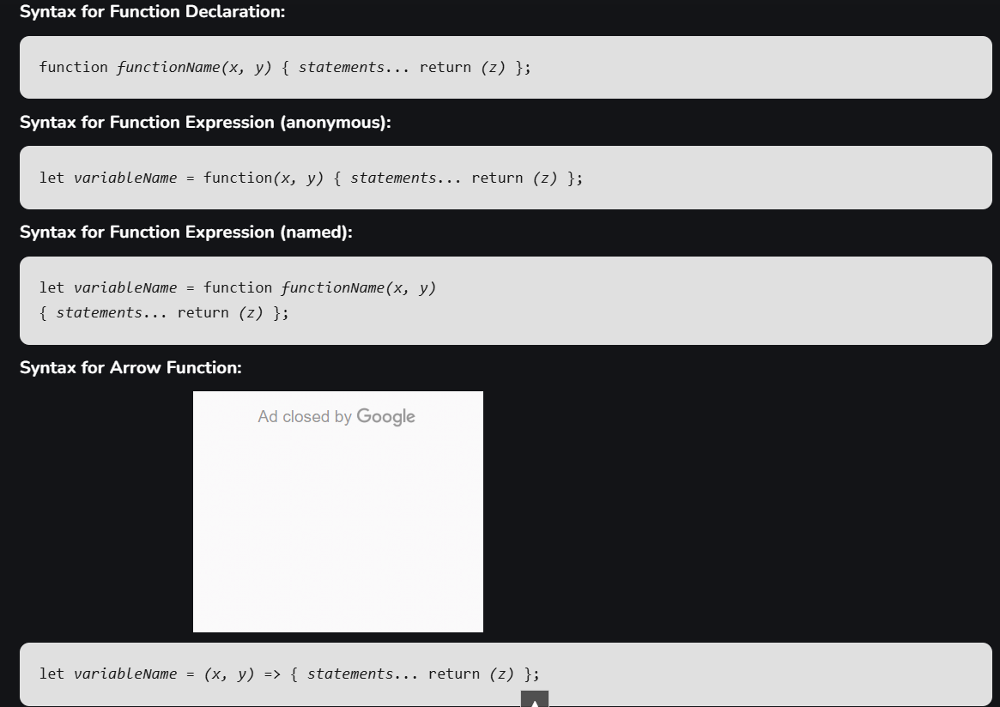 Syntax for Function Declaration:
function functionName(x, y) { statements... return (z) };
Syntax for Function Expression (anonymous):
let variableName = function(x, y) { statements... return (z) };
Syntax for Function Expression (named):
let variableName = function functionName(x, y)
{ statements... return (z) };
Syntax for Arrow Function:
Ad closed by Google
let variableName = (x, y) => { statements... return (z) };